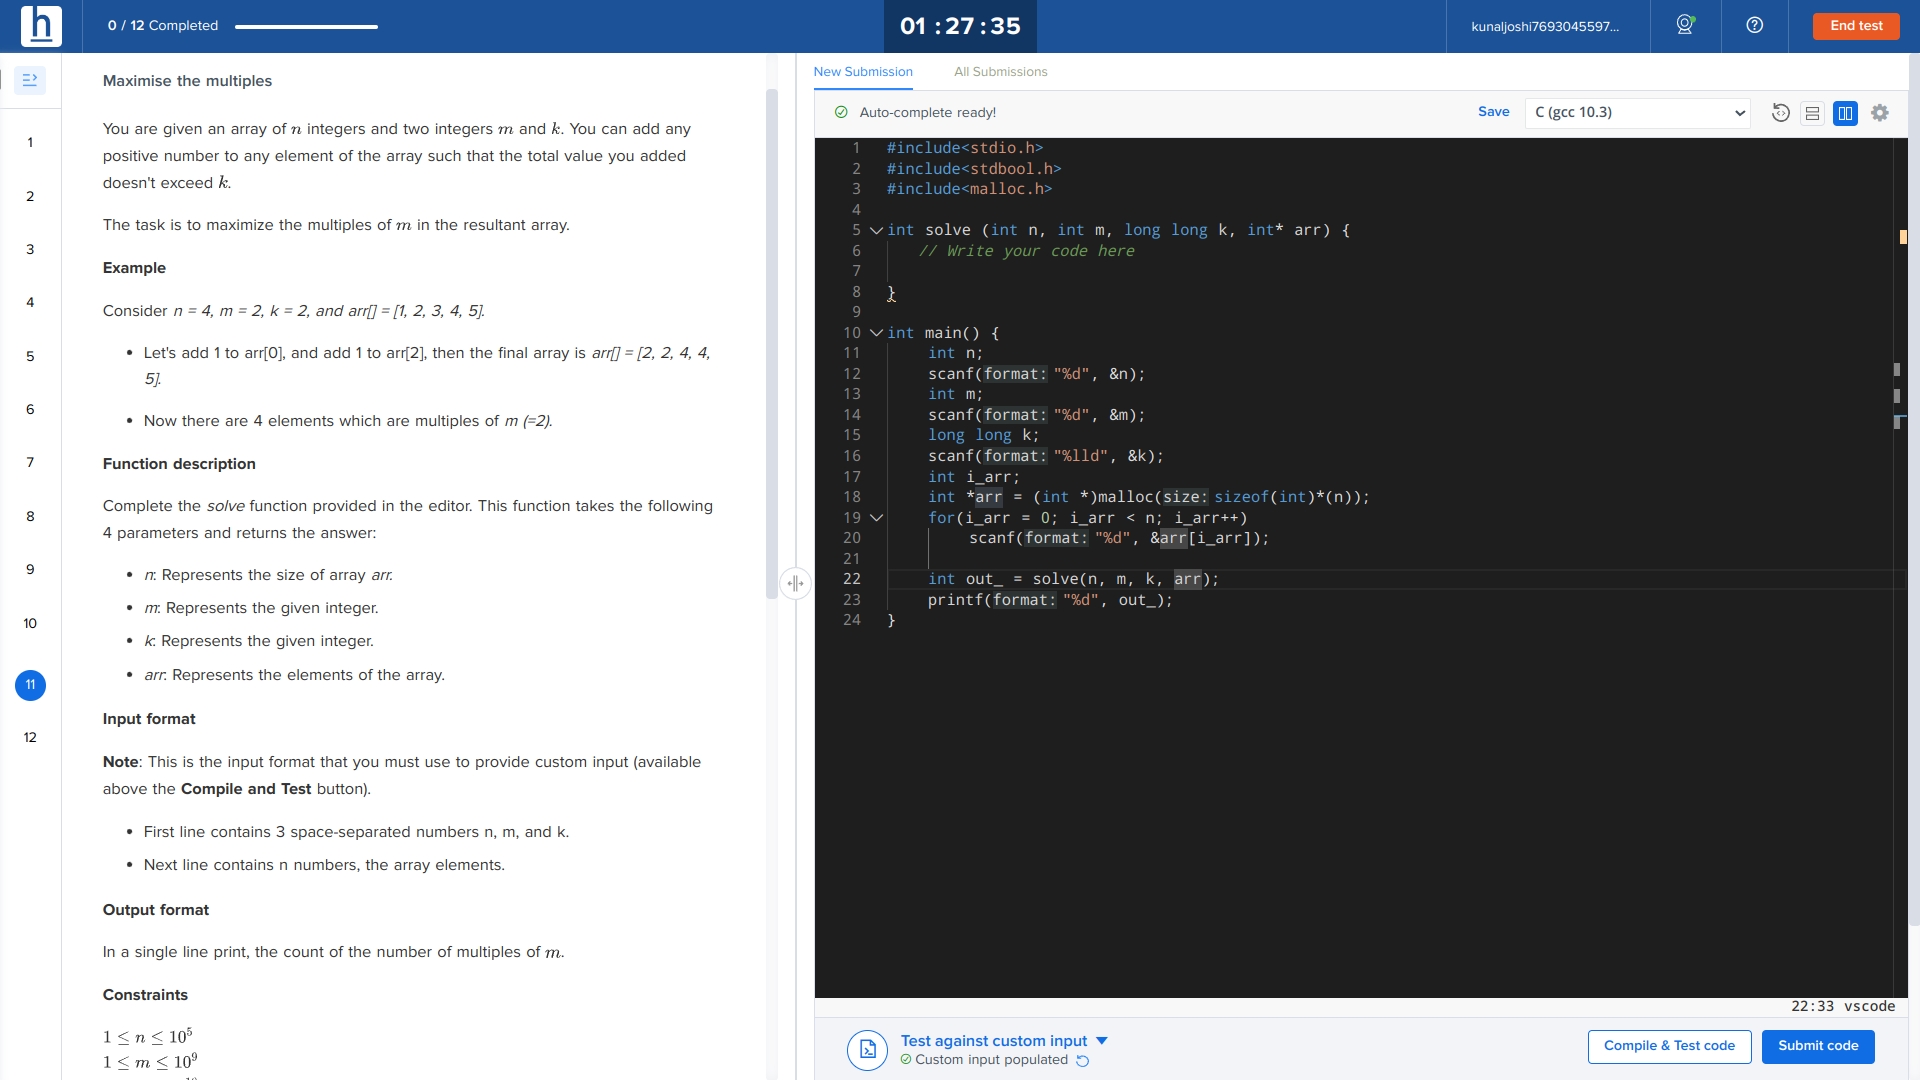 h
0 / 12 Completed
01 : 27 : 35
kunaljoshi7693045597...
End test
1
2
3
4
5
6
7
8
9
10
11
12
Maximise the multiples
You are given an array of n integers and two integers m and k. You can add any
positive number to any element of the array such that the total value you added
doesn't exceed k.
The task is to maximize the multiples of m in the resultant array.
Example
Consider n = 4, m = 2, k = 2, and arr[] = [1, 2, 3, 4, 5].
• Let's add 1 to arr[0], and add 1 to arr[2], then the final array is arr[] = [2, 2, 4, 4,
5].
• Now there are 4 elements which are multiples of m (=2).
Function description
Complete the solve function provided in the editor. This function takes the following
4 parameters and returns the answer:
• n: Represents the size of array arr.
• m: Represents the given integer.
• k: Represents the given integer.
• arr: Represents the elements of the array.
Input format
Note: This is the input format that you must use to provide custom input (available
above the Compile and Test button).
• First line contains 3 space-separated numbers n, m, and k.
• Next line contains n numbers, the array elements.
Output format
In a single line print, the count of the number of multiples of m.
Constraints
1 ≤ n ≤ 10^5
1 ≤ m ≤ 10^9
New Submission
All Submissions
Auto-complete ready!
Save
C (gcc 10.3)
1 #include<stdio.h>
2 #include<stdbool.h>
3 #include<malloc.h>
4
5 int solve (int n, int m, long long k, int* arr) {
6 // Write your code here
7
8 }
9
10 int main() {
11 int n;
12 scanf(format: "%d", &n);
13 int m;
14 scanf(format: "%d", &m);
15 long long k;
16 scanf(format: "%lld", &k);
17 int i_arr;
18 int *arr = (int *)malloc(size: sizeof(int)*(n));
19 for(i_arr = 0; i_arr < n; i_arr++)
20 scanf(format: "%d", &arr[i_arr]);
21
22 int out_ = solve(n, m, k, arr);
23 printf(format: "%d", out_);
24 }
22:33 vscode
Test against custom input
Custom input populated
Compile & Test code
Submit code